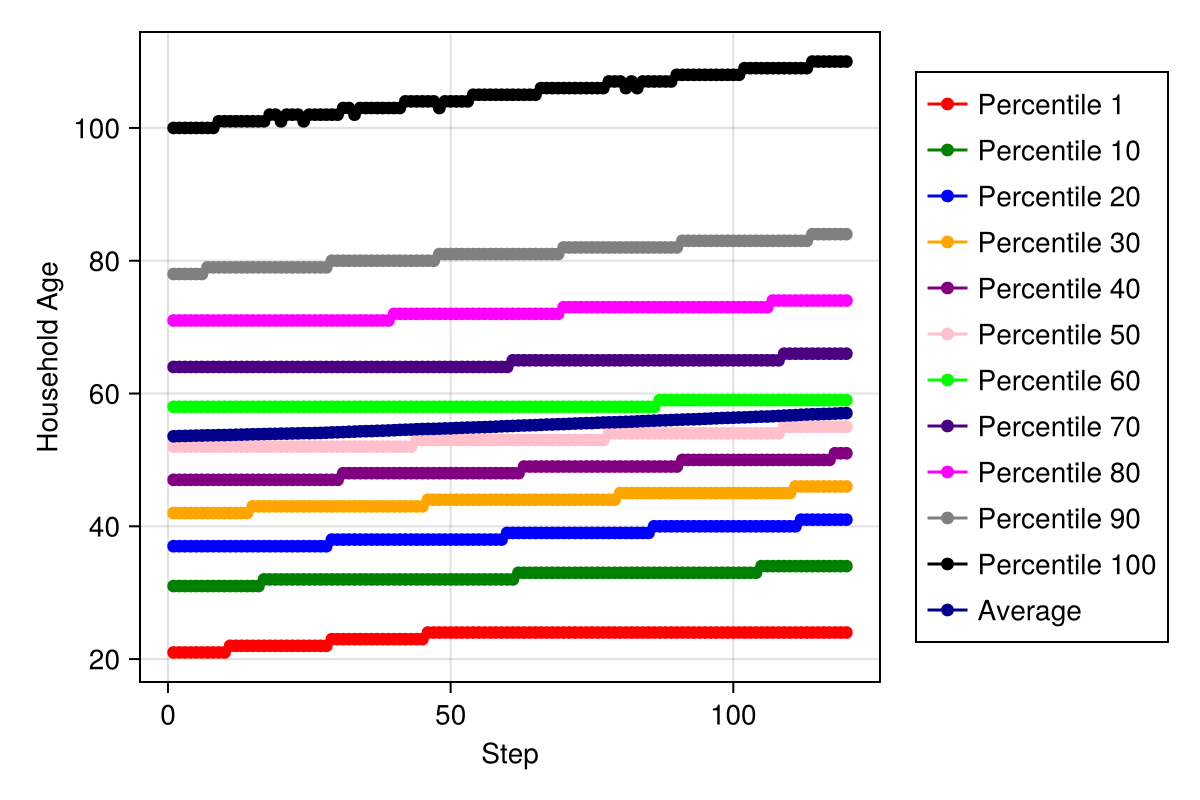 Household Age
100
80
60
40
20
0
50
100
Step
Percentile 1
Percentile 10
Percentile 20
Percentile 30
Percentile 40
Percentile 50
Percentile 60
Percentile 70
Percentile 80
Percentile 90
Percentile 100
Average